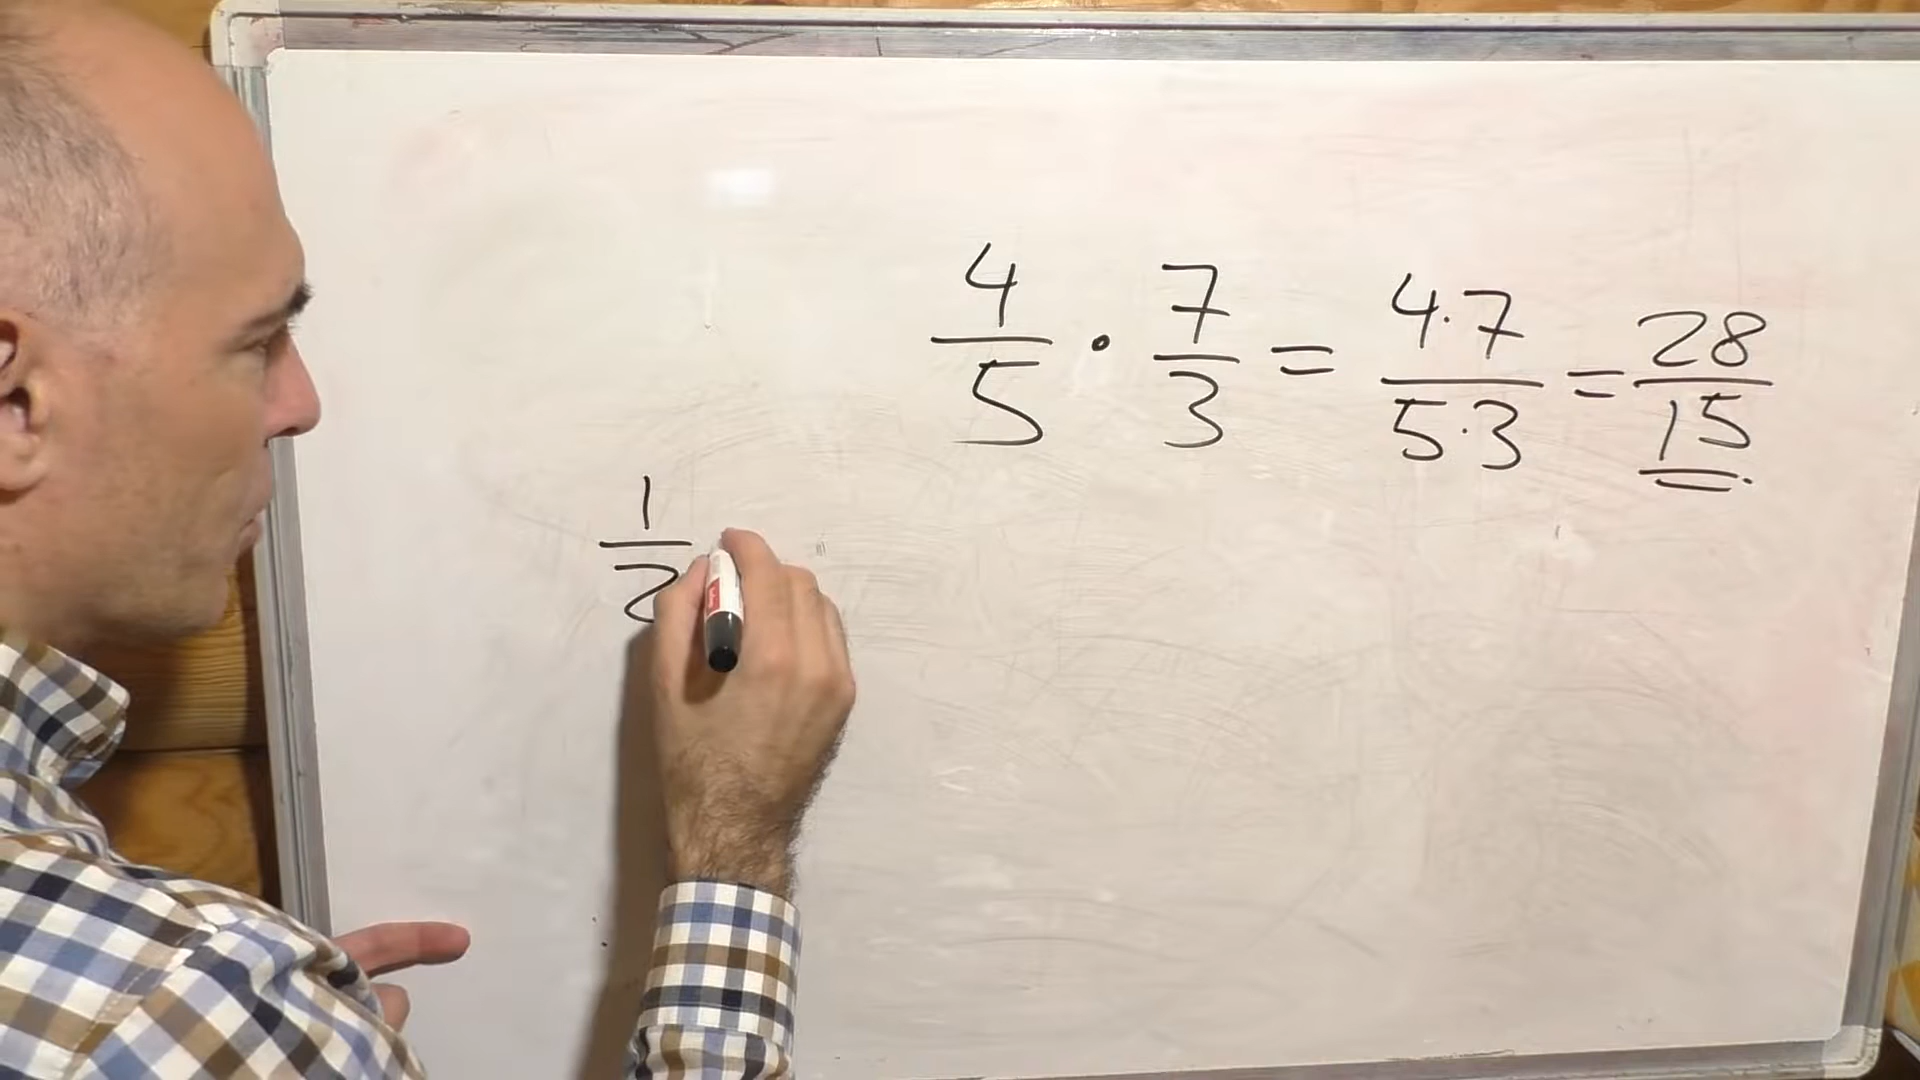 4/5 · 7/3 = 4·7/5·3 = 28/15.
1/2